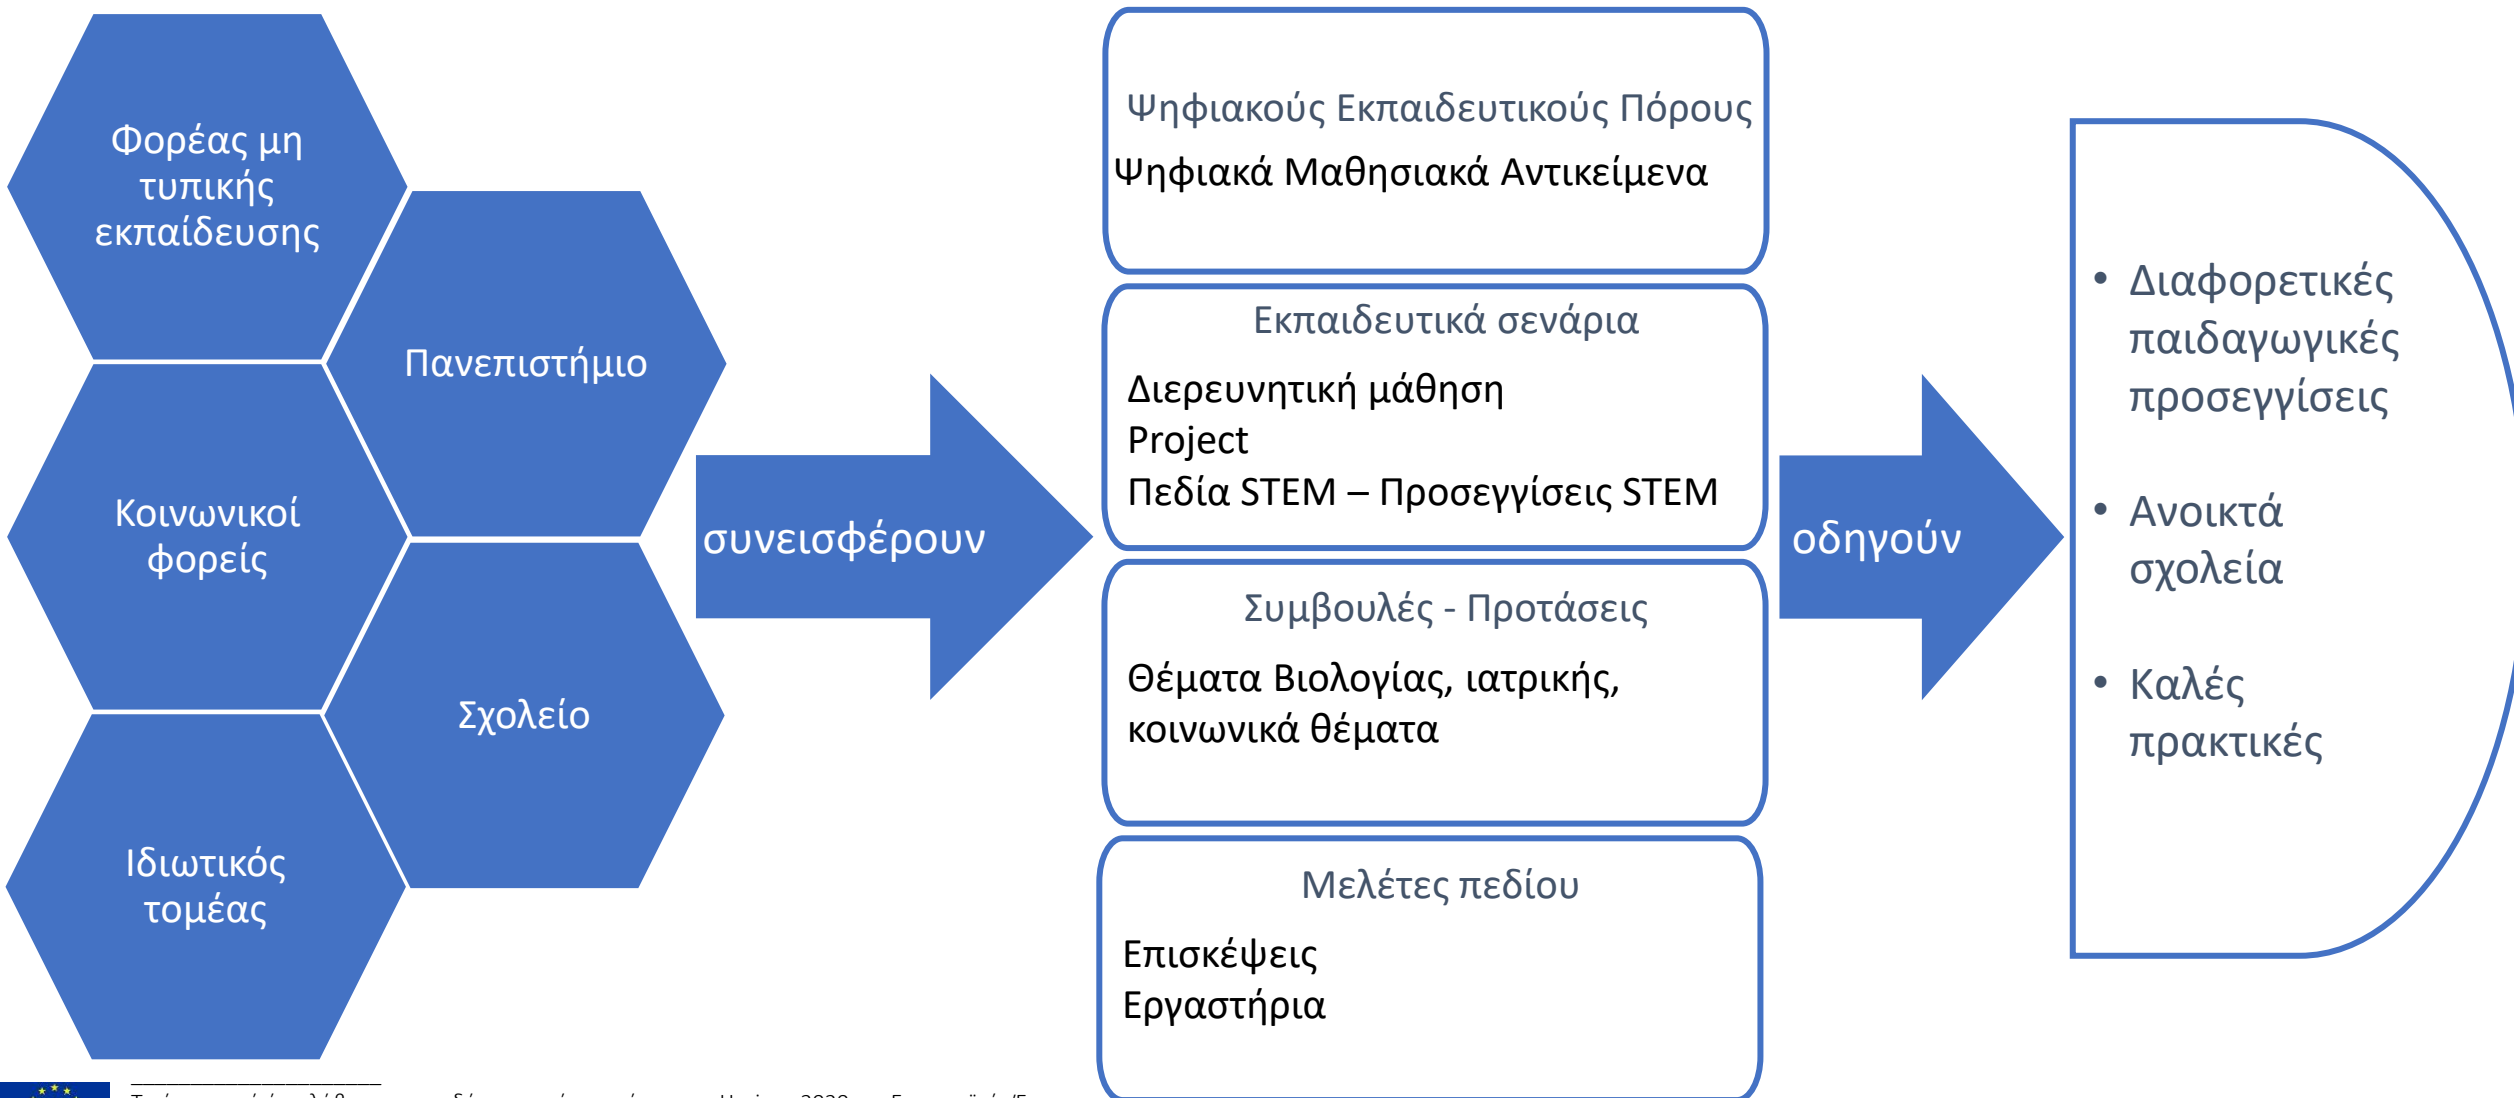 Φορέας μη
τυπικής
εκπαίδευσης
Πανεπιστήμιο
Κοινωνικοί
φορείς
Σχολείο
Ιδιωτικός
τομέας
συνεισφέρουν
Ψηφιακούς Εκπαιδευτικούς Πόρους
Ψηφιακά Μαθησιακά Αντικείμενα
Εκπαιδευτικά σενάρια
Διερευνητική μάθηση
Project
Πεδία STEM – Προσεγγίσεις STEM
Συμβουλές - Προτάσεις
Θέματα Βιολογίας, ιατρικής,
κοινωνικά θέματα
Μελέτες πεδίου
Επισκέψεις
Εργαστήρια
οδηγούν
• Διαφορετικές
παιδαγωγικές
προσεγγίσεις
• Ανοικτά
σχολεία
• Καλές
πρακτικές